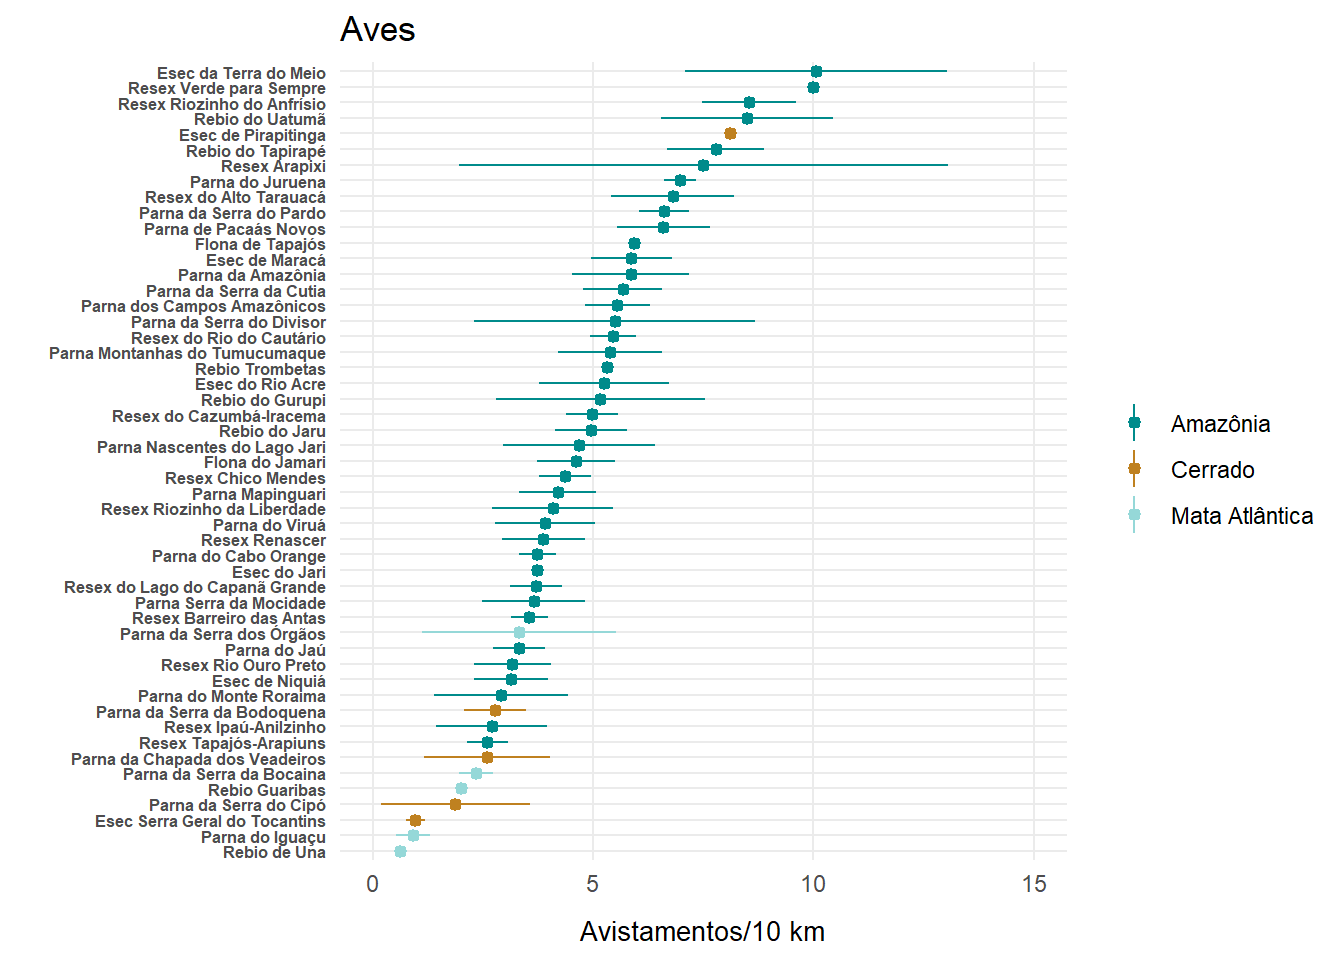 Aves
Esec da Terra do Meio
Resex Verde para Sempre
Resex Riozinho do Anfrísio
Rebio do Uatumã
Esec de Pirapitinga
Rebio do Tapirapé
Resex Arapixi
Parna do Juruena
Resex do Alto Tarauacá
Parna da Serra do Pardo
Parna de Pacaás Novos
Flona de Tapajós
Esec de Maracá
Parna da Amazônia
Parna da Serra da Cutia
Parna dos Campos Amazônicos
Parna da Serra do Divisor
Resex do Rio do Cautário
Parna Montanhas do Tumucumaque
Rebio Trombetas
Esec do Rio Acre
Rebio do Gurupi
Resex do Cazumbá-Iracema
Rebio do Jaru
Parna Nascentes do Lago Jari
Flona do Jamari
Resex Chico Mendes
Parna Mapinguari
Resex Riozinho da Liberdade
Parna do Viruá
Resex Renascer
Parna do Cabo Orange
Esec do Jari
Resex do Lago do Capanã Grande
Parna Serra da Mocidade
Resex Barreiro das Antas
Parna da Serra dos Órgãos
Parna do Jaú
Resex Rio Ouro Preto
Esec de Niquiá
Parna do Monte Roraima
Parna da Serra da Bodoquena
Resex Ipaú-Anilzinho
Resex Tapajós-Arapiuns
Parna da Chapada dos Veadeiros
Parna da Serra da Bocaina
Rebio Guaribas
Parna da Serra do Cipó
Esec Serra Geral do Tocantins
Parna do Iguaçu
Rebio de Una
0 5 10 15
Avistamentos/10 km
Amazônia
Cerrado
Mata Atlântica